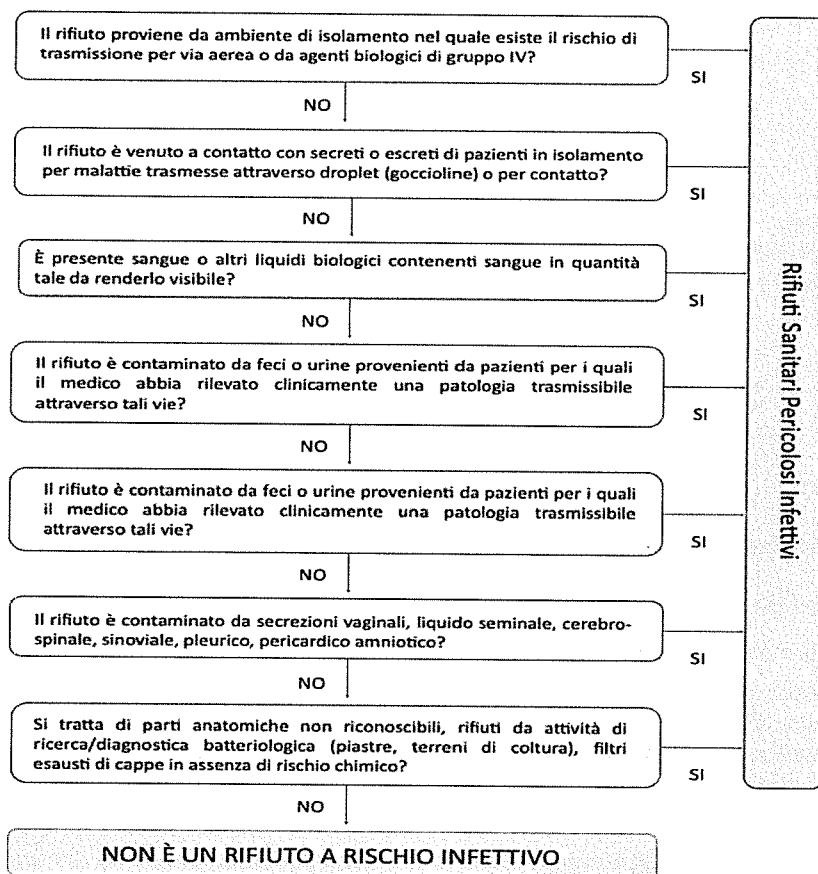 Il rifiuto proviene da ambiente di isolamento nel quale esiste il rischio di
trasmissione per via aerea o da agenti biologici di gruppo IV?
SI
NO
Il rifiuto è venuto a contatto con secreti o escreti di pazienti in isolamento
per malattie trasmesse attraverso droplet (goccioline) o per contatto?
SI
NO
È presente sangue o altri liquidi biologici contenenti sangue in quantità
tale da renderlo visibile?
SI
NO
Il rifiuto è contaminato da feci o urine provenienti da pazienti per i quali
il medico abbia rilevato clinicamente una patologia trasmissibile
attraverso tali vie?
SI
NO
Il rifiuto è contaminato da feci o urine provenienti da pazienti per i quali
il medico abbia rilevato clinicamente una patologia trasmissibile
attraverso tali vie?
SI
NO
Il rifiuto è contaminato da secrezioni vaginali, liquido seminale, cerebro-
spinale, sinoviale, pleurico, pericardico amniotico?
SI
NO
Si tratta di parti anatomiche non riconoscibili, rifiuti da attività di
ricerca/diagnostica batteriologica (piastre, terreni di coltura), filtri
esausti di cappe in assenza di rischio chimico?
SI
NO
NON È UN RIFIUTO A RISCHIO INFETTIVO
Rifiuti Sanitari Pericolosi Infettivi